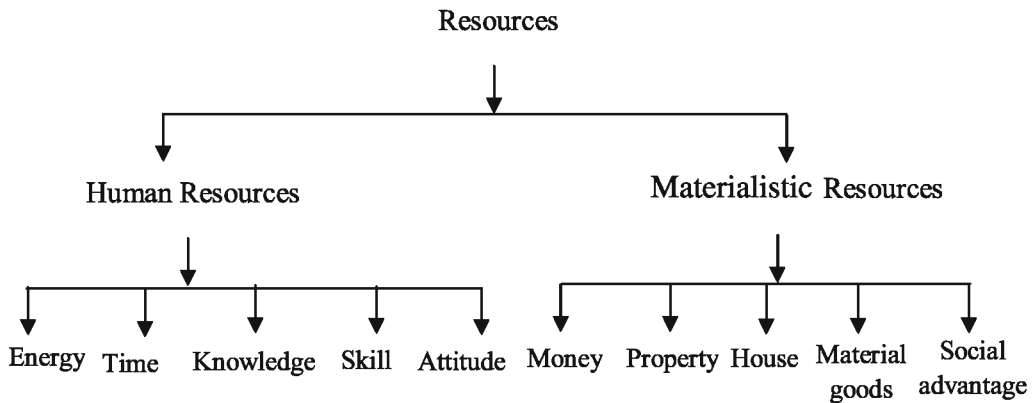 Resources
Human Resources
Materialistic Resources
Energy
Time
Knowledge
Skill
Attitude
Money
Property
House
Material
goods
Social
advantage